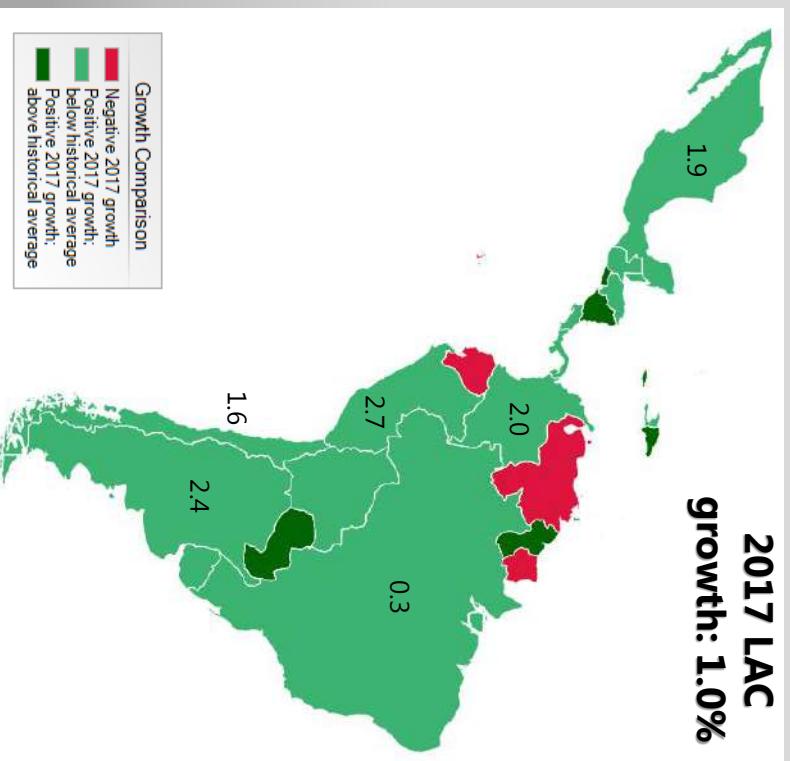 2017 LAC
growth: 1.0%
1.9
2.0
2.7
0.3
1.6
2.4
Growth Comparison
Negative 2017 growth
Positive 2017 growth;
below historical average
Positive 2017 growth;
above historical average